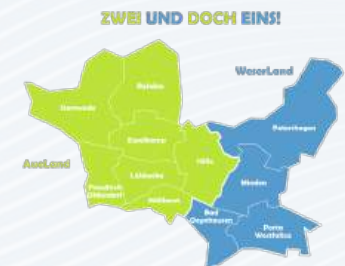 ZWEI UND DOCH EINS!
WeserLand
Rahden
Stemwede
Petershagen
Espelkamp
Hille
AueLand
Lübbecke
Minden
Preußisch
Oldendorf
Hüllhorst
Bad
Oeynhausen
Porta
Westfalica